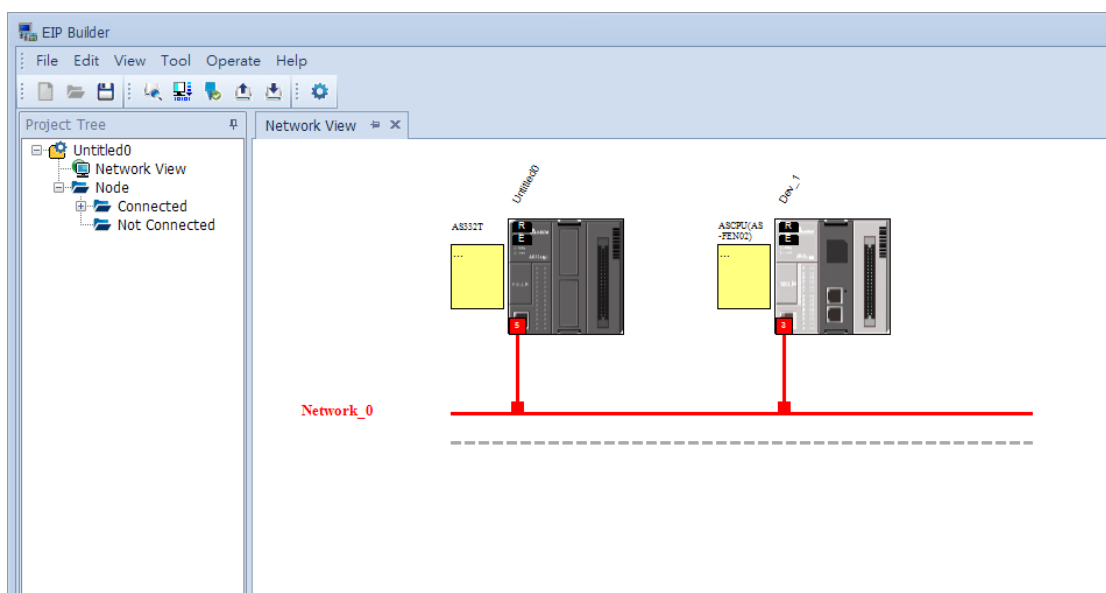 EIP Builder
File Edit View Tool Operate Help
Project Tree
Network View
Untitled0
Network View
Node
Connected
Not Connected
Untitled0
Dev_1
AS332T
...
R
E
5
ASCPU(AS
-FEN02)
...
R
E
3
Network_0